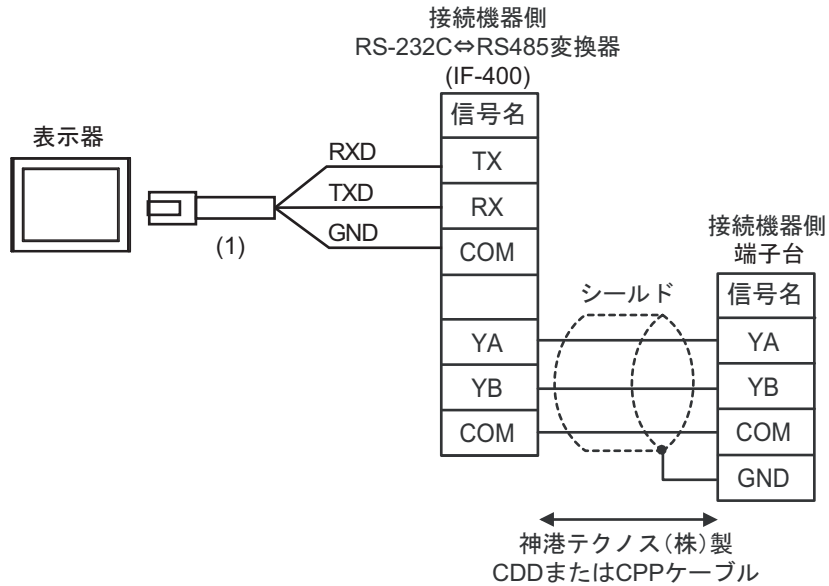 接続機器側
RS-232C⇔RS485変換器
(IF-400)
信号名
表示器
RXD
TX
TXD
RX
(1)
GND
COM
接続機器側
端子台
シールド
信号名
YA
YA
YB
YB
COM
COM
GND
神港テクノス(株)製
CDDまたはCPPケーブル